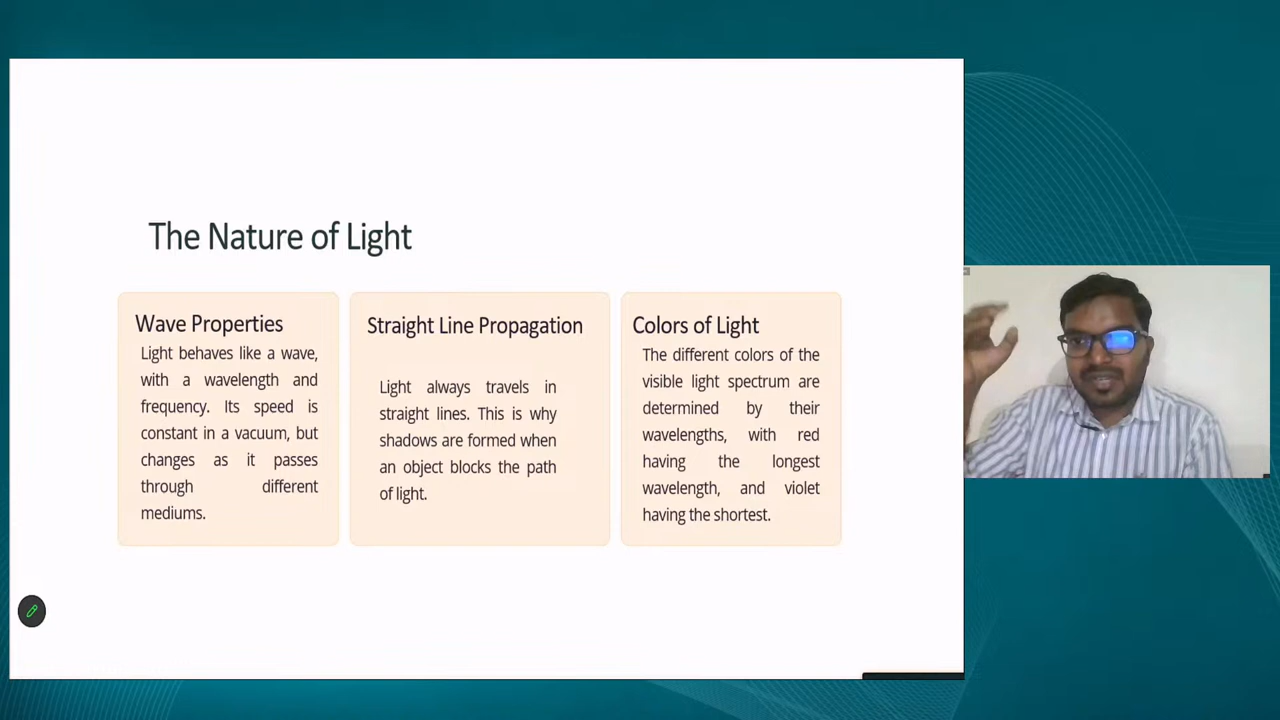 The Nature of Light
Wave Properties
Light behaves like a wave,
with a wavelength and
frequency. Its speed is
constant in a vacuum, but
changes as it passes
through different
mediums.
Straight Line Propagation
Light always travels in
straight lines. This is why
shadows are formed when
an object blocks the path
of light.
Colors of Light
The different colors of the
visible light spectrum are
determined by their
wavelengths, with red
having the longest
wavelength, and violet
having the shortest.